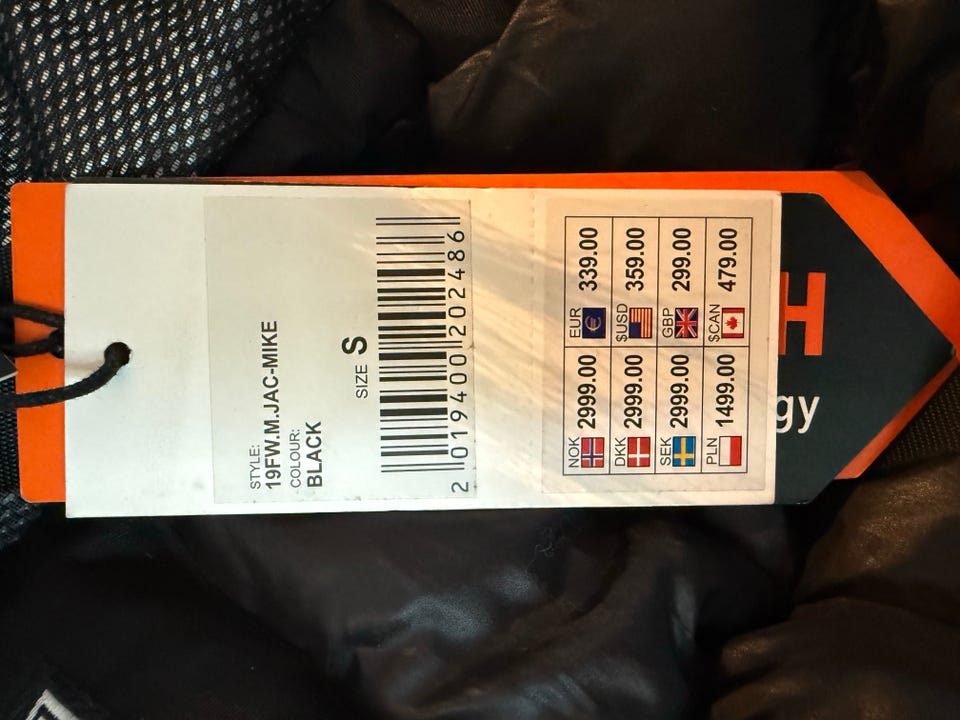 STYLE:
19FW.M.JAC-MIKE
COLOUR:
BLACK
SIZE S
2 019400 202486
NOK 2999.00 EUR 339.00
DKK 2999.00 $USD 359.00
SEK 2999.00 GBP 299.00
PLN 1499.00 $CAN 479.00
H
gy